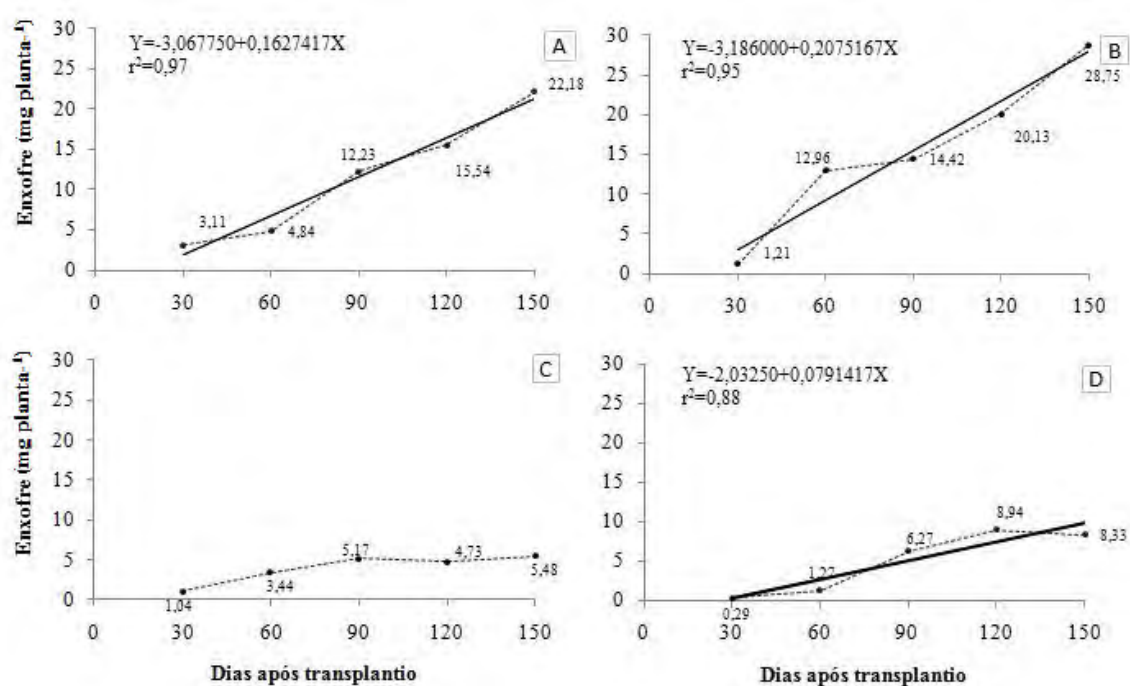 Enxofre (mg planta-¹)
30
25
20
15
10
5
0
Y=-3,067750+0,1627417X
r²=0,97
A
3,11
4,84
12,23
15,54
22,18
0 30 60 90 120 150
30
25
20
15
10
5
0
Y=-3,186000+0,2075167X
r²=0,95
B
1,21
12,96
14,42
20,13
28,75
0 30 60 90 120 150
Enxofre (mg planta-¹)
30
25
20
15
10
5
0
C
1,04
3,44
5,17
4,73
5,48
0 30 60 90 120 150
Dias após transplantio
30
25
20
15
10
5
0
Y=-2,03250+0,0791417X
r²=0,88
D
0,29
1,27
6,27
8,94
8,33
0 30 60 90 120 150
Dias após transplantio